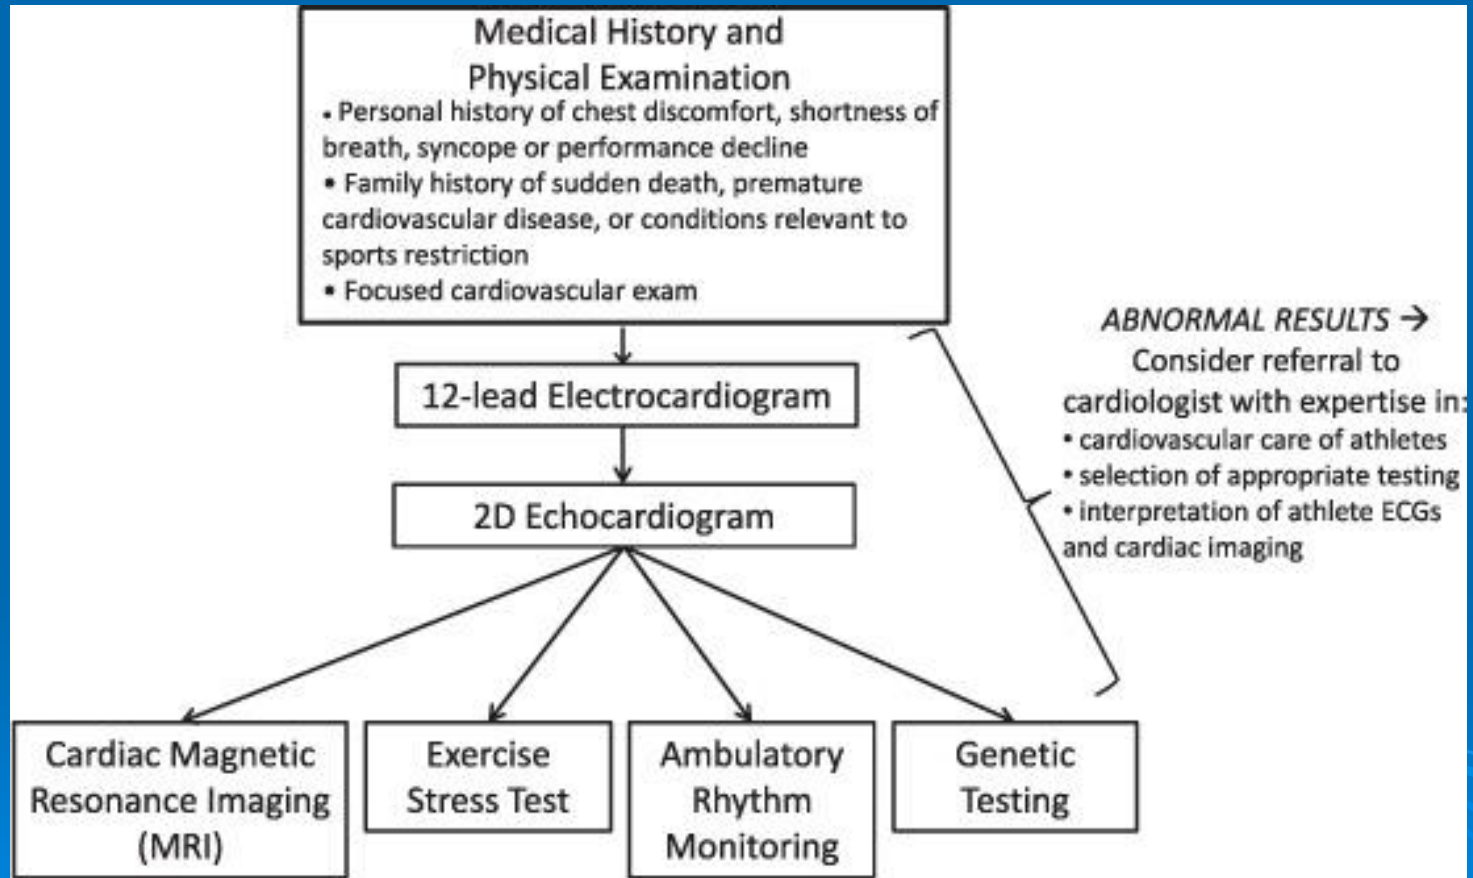 Medical History and
Physical Examination
• Personal history of chest discomfort, shortness of
breath, syncope or performance decline
• Family history of sudden death, premature
cardiovascular disease, or conditions relevant to
sports restriction
• Focused cardiovascular exam
12-lead Electrocardiogram
2D Echocardiogram
ABNORMAL RESULTS →
Consider referral to
cardiologist with expertise in:
• cardiovascular care of athletes
• selection of appropriate testing
• interpretation of athlete ECGs
and cardiac imaging
Cardiac Magnetic
Resonance Imaging
(MRI)
Exercise
Stress Test
Ambulatory
Rhythm
Monitoring
Genetic
Testing